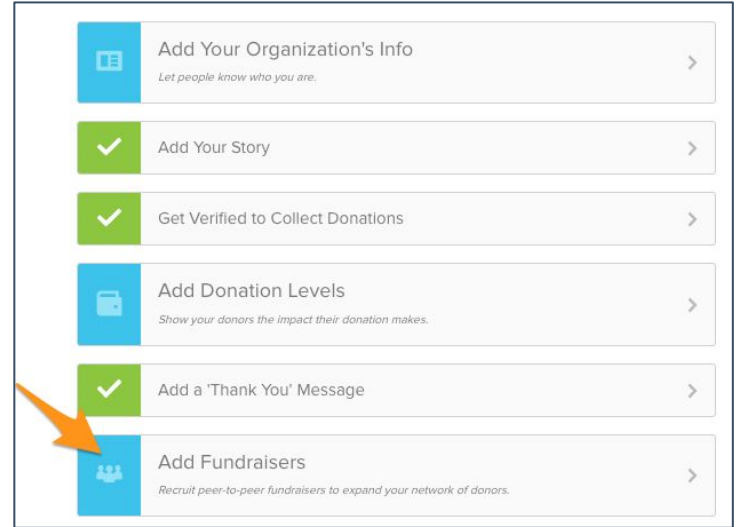 Add Your Organization's Info
Let people know who you are.
Add Your Story
Get Verified to Collect Donations
Add Donation Levels
Show your donors the impact their donation makes.
Add a 'Thank You' Message
Add Fundraisers
Recruit peer-to-peer fundraisers to expand your network of donors.